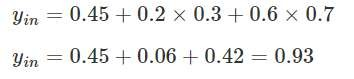 y_in = 0.45 + 0.2 × 0.3 + 0.6 × 0.7
y_in = 0.45 + 0.06 + 0.42 = 0.93